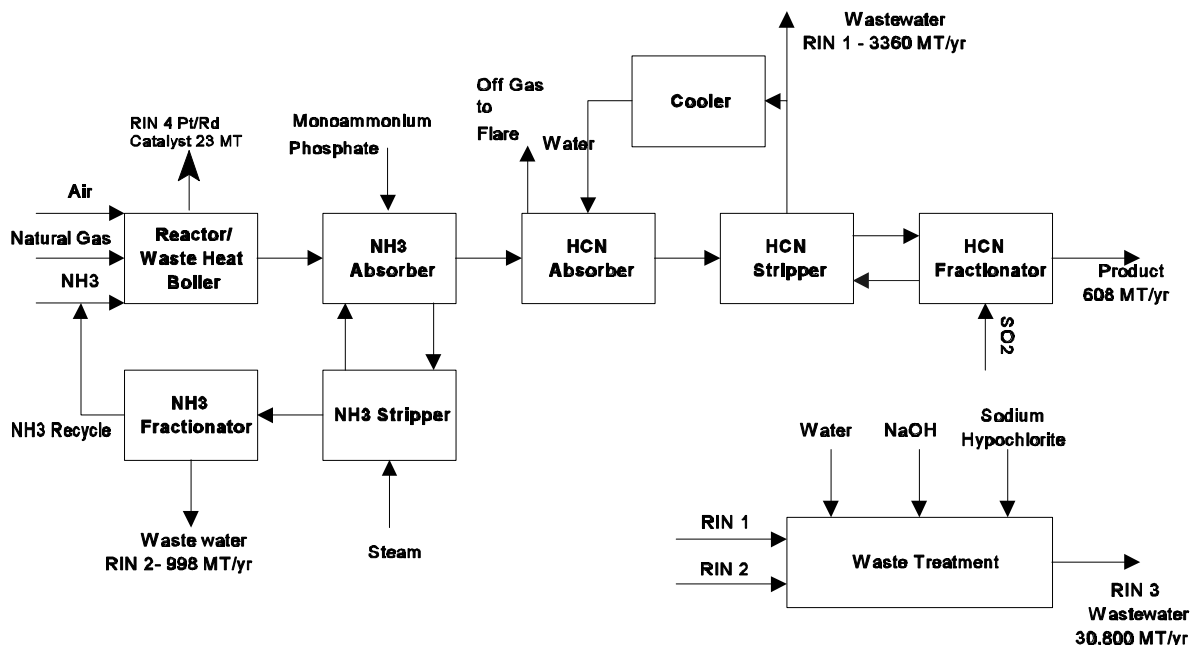 Wastewater
RIN 1 - 3360 MT/yr
Off Gas
to
Flare
Cooler
Water
RIN 4 Pt/Rd
Catalyst 23 MT
Monoammonium
Phosphate
Air
Natural Gas
NH3
Reactor/
Waste Heat
Boiler
NH3
Absorber
HCN
Absorber
HCN
Stripper
HCN
Fractionator
Product
608 MT/yr
SO2
NH3 Recycle
NH3
Fractionator
NH3 Stripper
Waste water
RIN 2- 998 MT/yr
Steam
Water
NaOH
Sodium
Hypochlorite
RIN 1
RIN 2
Waste Treatment
RIN 3
Wastewater
30,800 MT/yr